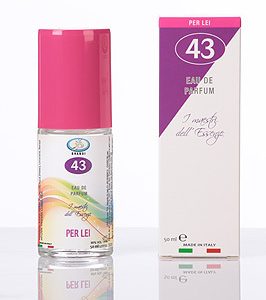 SHANDI
43
EAU DE
PARFUM
I maestri
dell'Essenze
PER LEI
PER LEI
43
EAU DE
PARFUM
I maestri
dell'Essenze
50 ml e
MADE IN ITALY